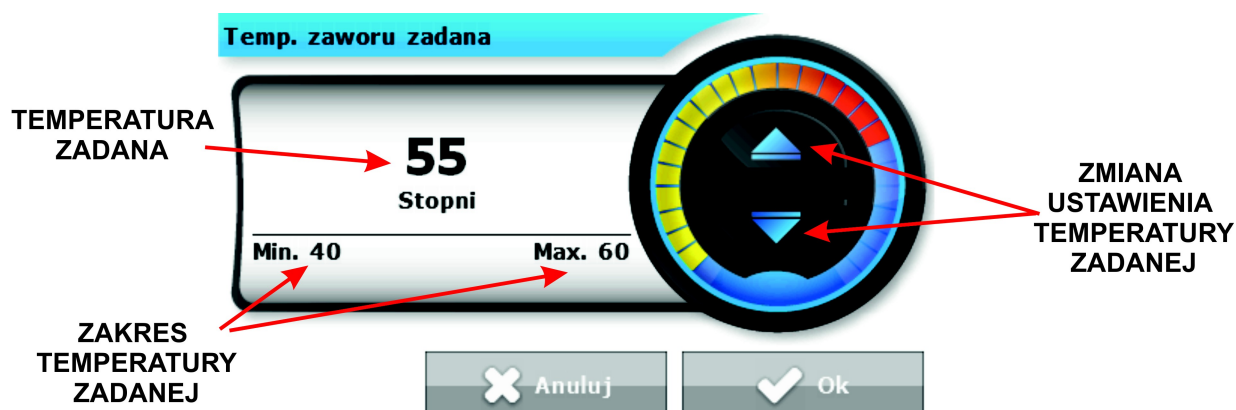 Temp. zaworu zadana
TEMPERATURA
ZADANA
55
Stopni
Min. 40
Max. 60
ZMIANA
USTAWIENIA
TEMPERATURY
ZADANEJ
ZAKRES
TEMPERATURY
ZADANEJ
Anuluj
Ok